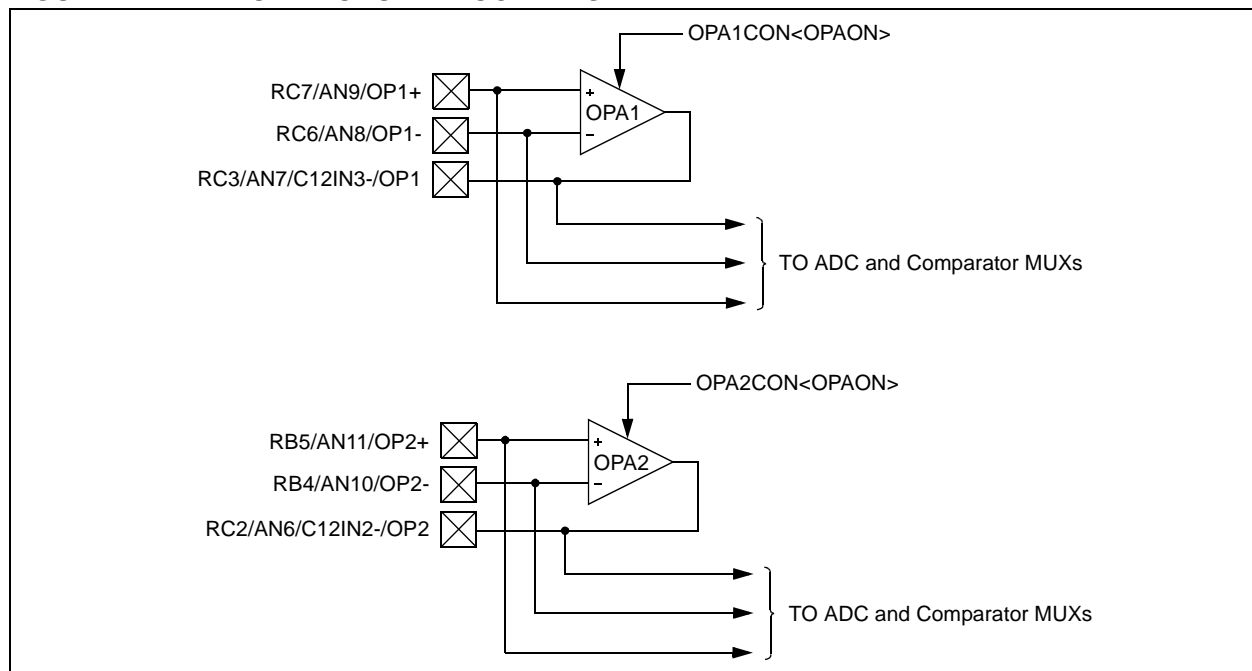 OPA1CON<OPAON>
RC7/AN9/OP1+
+
OPA1
RC6/AN8/OP1-
−
RC3/AN7/C12IN3-/OP1
TO ADC and Comparator MUXs
OPA2CON<OPAON>
RB5/AN11/OP2+
+
OPA2
RB4/AN10/OP2-
−
RC2/AN6/C12IN2-/OP2
TO ADC and Comparator MUXs